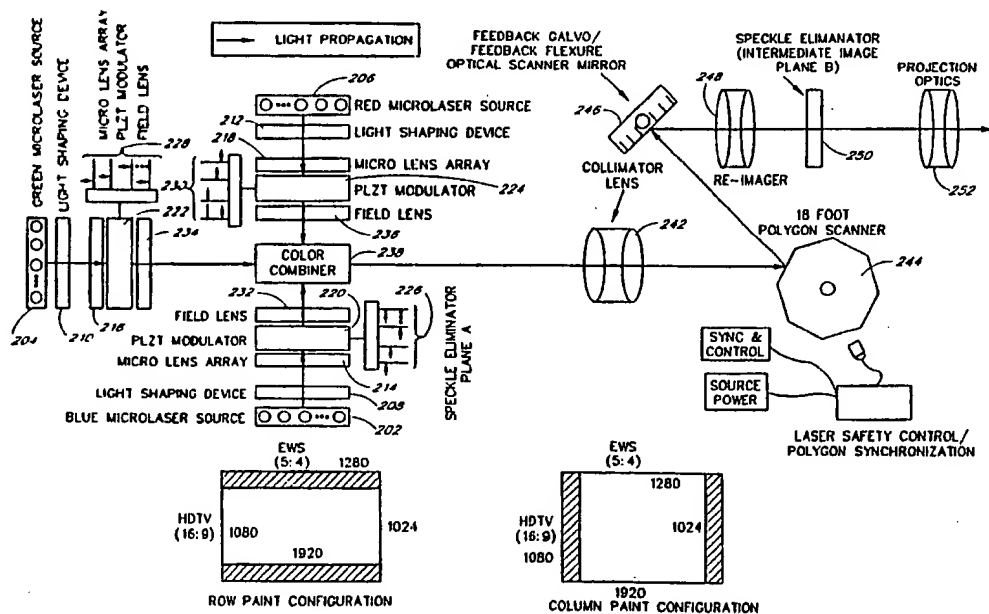 LIGHT PROPAGATION
GREEN MICROLASER SOURCE
LIGHT SHAPING DEVICE
MICRO LENS ARRAY
PLZT MODULATOR
FIELD LENS
228
222
234
204
210
216
206
RED MICROLASER SOURCE
212
LIGHT SHAPING DEVICE
218
MICRO LENS ARRAY
PLZT MODULATOR
224
FIELD LENS
236
COLOR
COMBINER
238
232
220
226
FIELD LENS
PLZT MODULATOR
MICRO LENS ARRAY
214
LIGHT SHAPING DEVICE
208
BLUE MICROLASER SOURCE
202
SPECKLE ELIMINATOR
PLANE A
FEEDBACK GALVO/
FEEDBACK FLEXURE
OPTICAL SCANNER MIRROR
246
COLLIMATOR
LENS
242
248
RE-IMAGER
SPECKLE ELIMANATOR
(INTERMEDIATE IMAGE
PLANE B)
250
PROJECTION
OPTICS
252
18 FOOT
POLYGON SCANNER
244
SYNC &
CONTROL
SOURCE
POWER
LASER SAFETY CONTROL/
POLYGON SYNCHRONIZATION
EWS
(5:4)
1280
HDTV
(16:9)
1080
1024
1920
ROW PAINT CONFIGURATION
EWS
(5:4)
1280
HDTV
(16:9)
1080
1024
1920
COLUMN PAINT CONFIGURATION